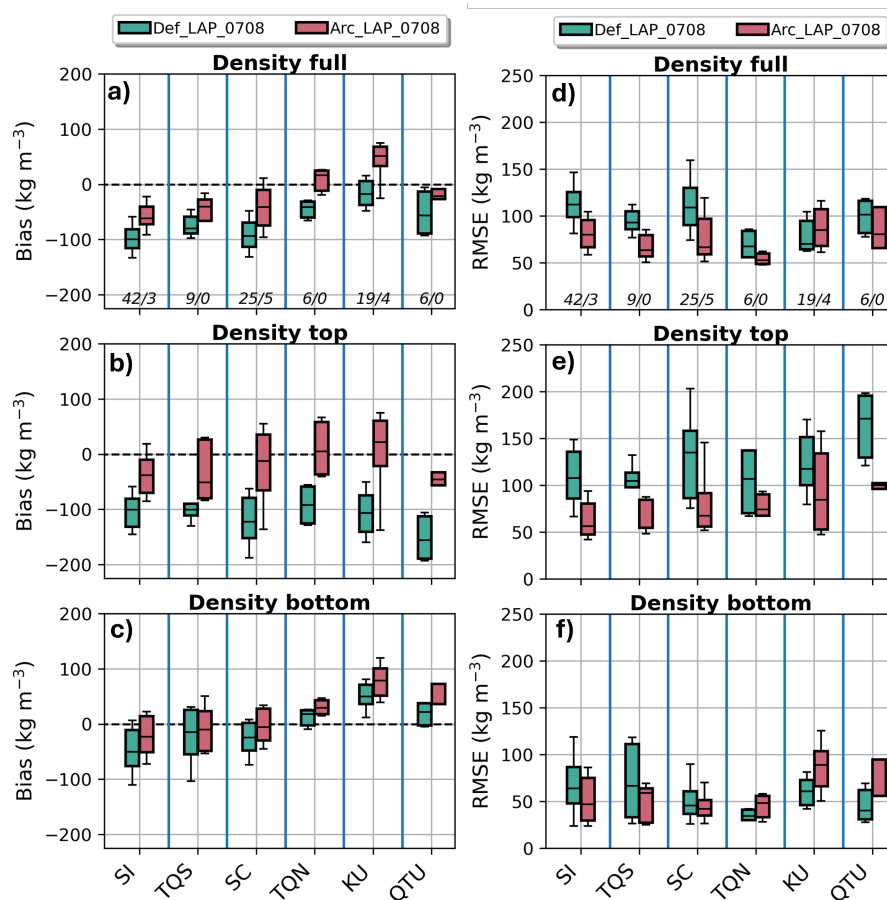 Def_LAP_0708 Arc_LAP_0708
Density full
a)
Bias (kg m⁻³)
200
100
0
−100
−200
42/3 9/0 25/5 6/0 19/4 6/0
Density top
b)
Bias (kg m⁻³)
200
100
0
−100
−200
Density bottom
c)
Bias (kg m⁻³)
200
100
0
−100
−200
SI TQS SC TQN KU QTU
Def_LAP_0708 Arc_LAP_0708
Density full
d)
RMSE (kg m⁻³)
250
200
150
100
50
0
42/3 9/0 25/5 6/0 19/4 6/0
Density top
e)
RMSE (kg m⁻³)
250
200
150
100
50
0
Density bottom
f)
RMSE (kg m⁻³)
250
200
150
100
50
0
SI TQS SC TQN KU QTU